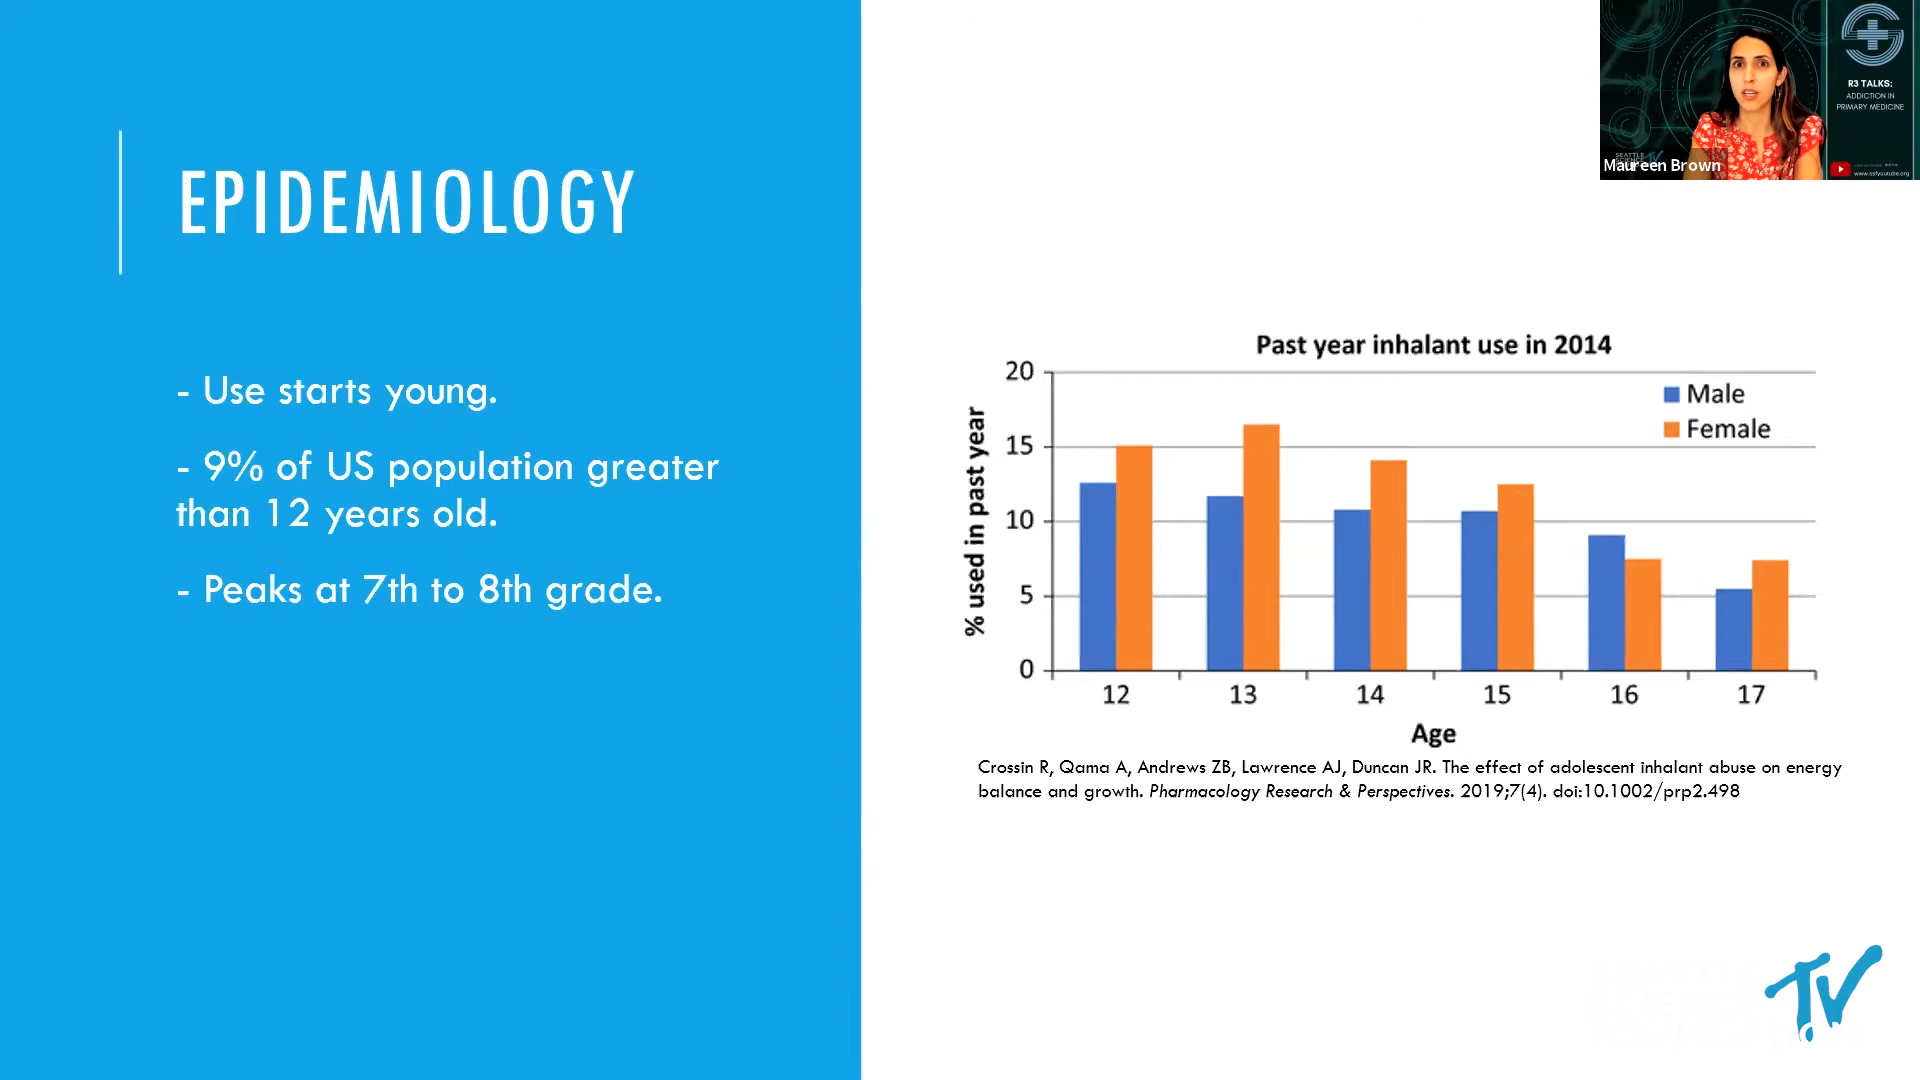 EPIDEMIOLOGY
- Use starts young.
- 9% of US population greater
than 12 years old.
- Peaks at 7th to 8th grade.
R3 TALKS:
ADDICTION IN
PRIMARY MEDICINE
Maureen Brown
www.ssfyoutube.org
Past year inhalant use in 2014
% used in past year
20
15
10
5
0
Male
Female
12 13 14 15 16 17
Age
Crossin R, Qama A, Andrews ZB, Lawrence AJ, Duncan JR. The effect of adolescent inhalant abuse on energy
balance and growth. Pharmacology Research & Perspectives. 2019;7(4). doi:10.1002/prp2.498
TV